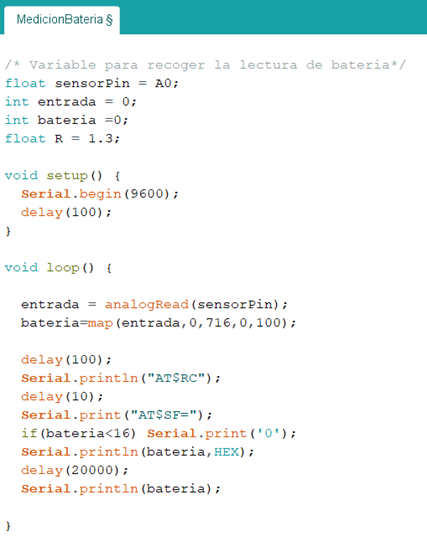 MedicionBateria §
/* Variable para recoger la lectura de bateria*/
float sensorPin = A0;
int entrada = 0;
int bateria =0;
float R = 1.3;
void setup() {
Serial.begin(9600);
delay(100);
}
void loop() {
entrada = analogRead(sensorPin);
bateria=map(entrada,0,716,0,100);
delay(100);
Serial.println("AT$RC");
delay(10);
Serial.print("AT$SF=");
if(bateria<16) Serial.print('0');
Serial.println(bateria,HEX);
delay(20000);
Serial.println(bateria);
}